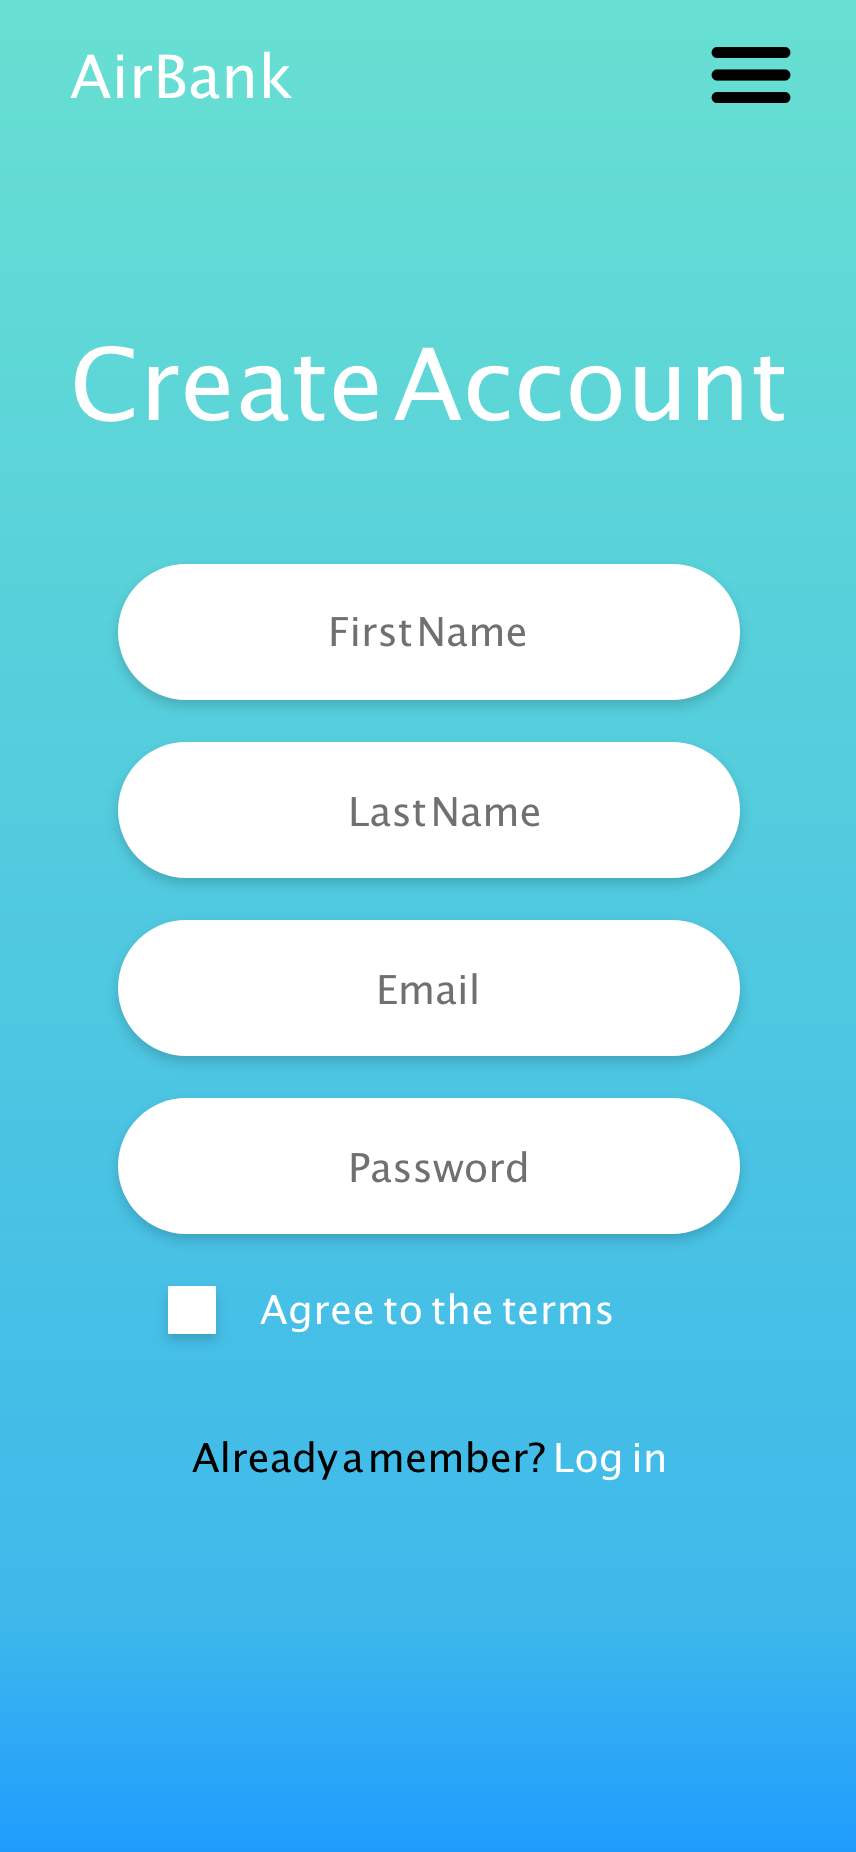 AirBank
Create Account
First Name
Last Name
Email
Password
Agree to the terms
Already a member? Log in